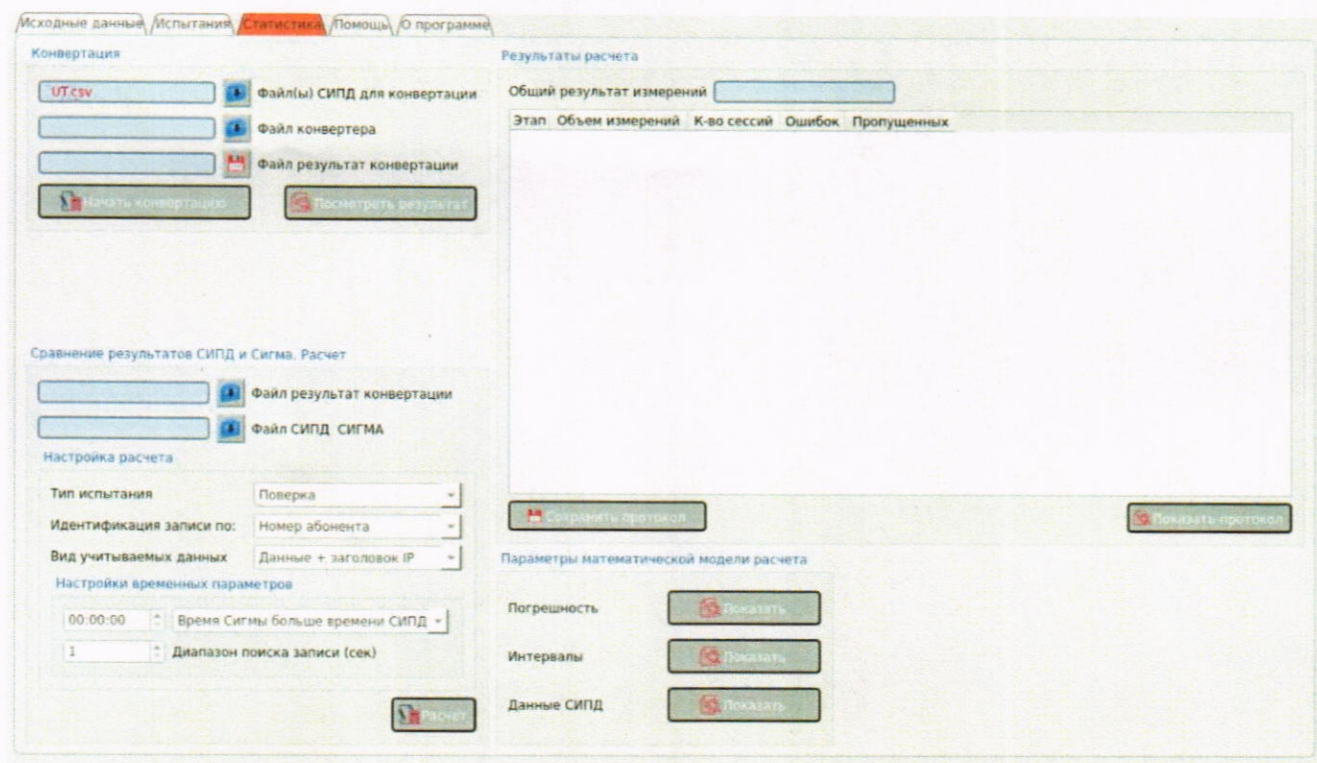 Исходные данные Испытания Статистика Помощь О программе
Конвертация
UT.csv Файл(ы) СИПД для конвертации
Файл конвертера
Файл результат конвертации
Начать конвертацию Посмотреть результат
Сравнение результатов СИПД и Сигма. Расчет
Файл результат конвертации
Файл СИПД СИГМА
Настройка расчета
Тип испытания Поверка
Идентификация записи по: Номер абонента
Вид учитываемых данных Данные + заголовок IP
Настройки временных параметров
00:00:00 Время Сигмы больше времени СИПД
1 Диапазон поиска записи (сек)
Расчет
Результаты расчета
Общий результат измерений
Этап Объем измерений К-во сессий Ошибок Пропущенных
Сохранить протокол Показать протокол
Параметры математической модели расчета
Погрешность Показать
Интервалы Показать
Данные СИПД Показать